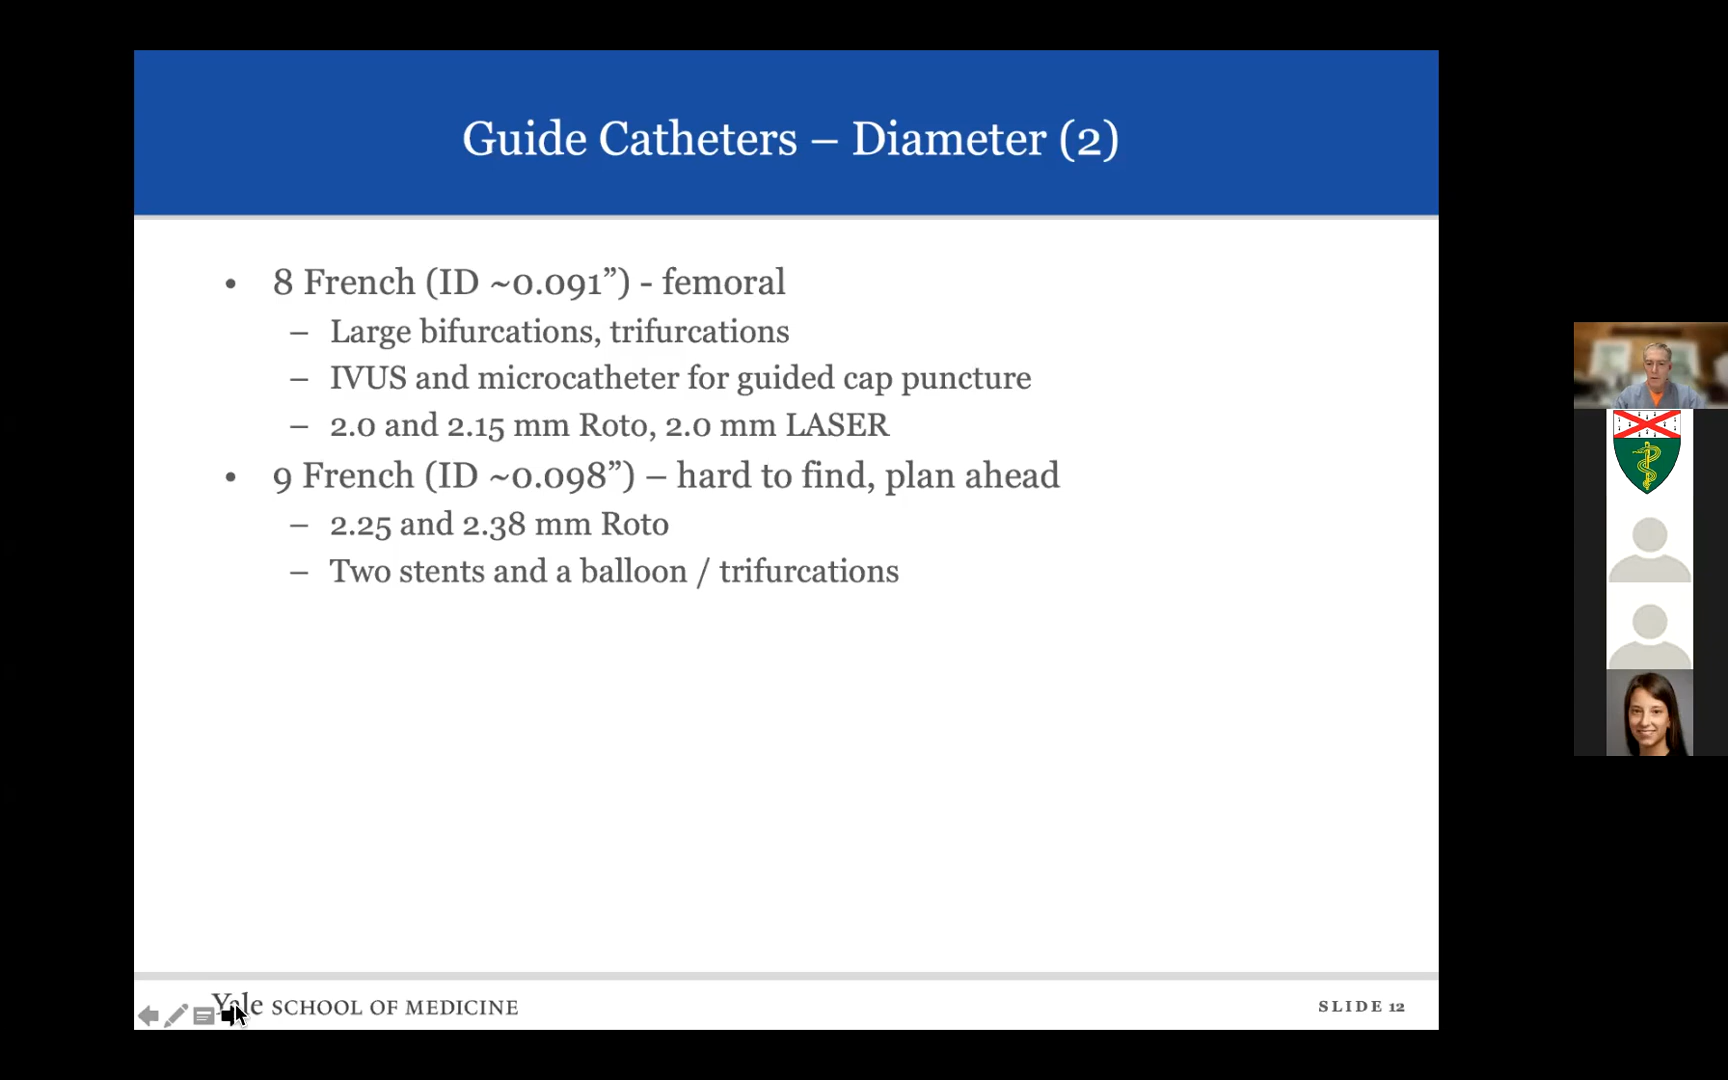 Guide Catheters – Diameter (2)
• 8 French (ID ~0.091”) - femoral
– Large bifurcations, trifurcations
– IVUS and microcatheter for guided cap puncture
– 2.0 and 2.15 mm Roto, 2.0 mm LASER
• 9 French (ID ~0.098”) – hard to find, plan ahead
– 2.25 and 2.38 mm Roto
– Two stents and a balloon / trifurcations
Yale SCHOOL OF MEDICINE
SLIDE 12